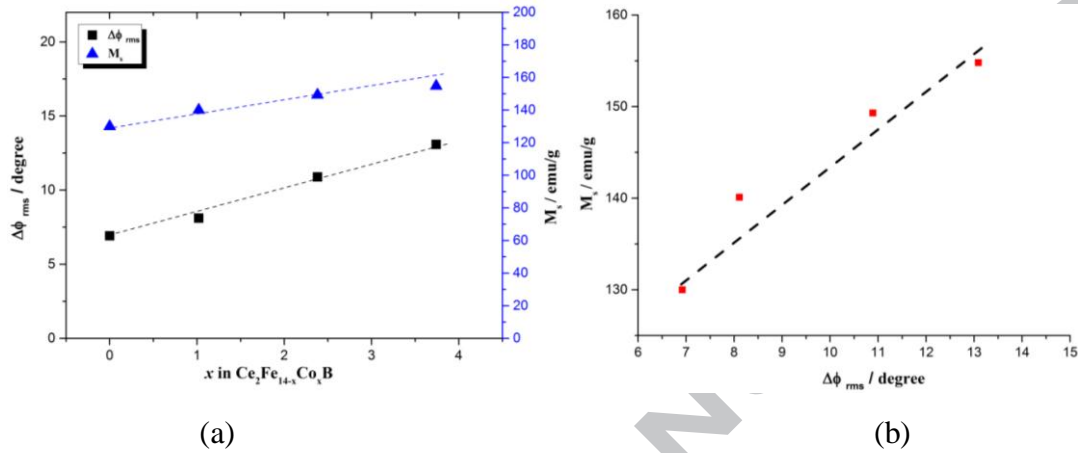 Δϕ rms
Ms
20
15
10
5
0
Δϕ rms / degree
200
180
160
140
120
100
80
60
40
20
0
Ms / emu/g
0 1 2 3 4
x in Ce2Fe14-xCoxB
(a)
160
150
140
130
Ms / emu/g
6 7 8 9 10 11 12 13 14 15
Δϕ rms / degree
(b)